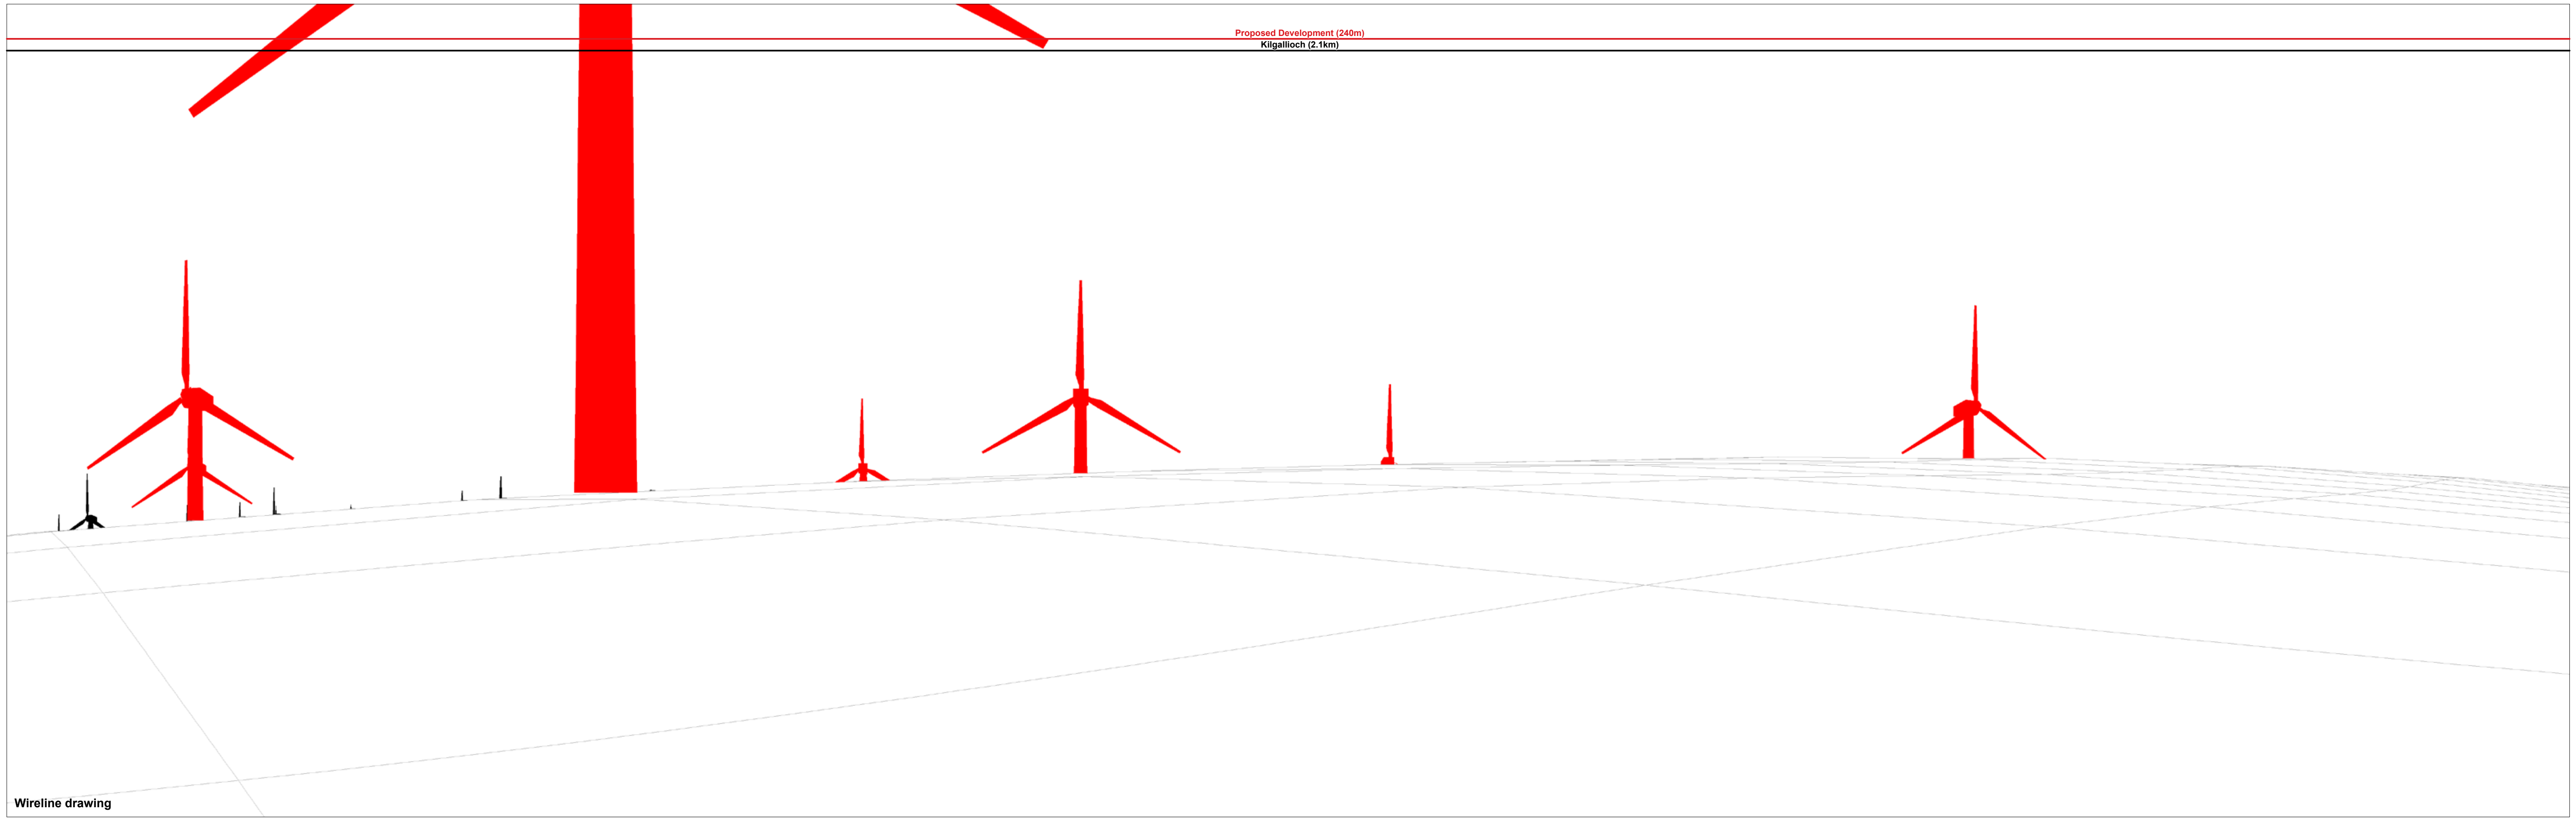 Proposed Development (240m)
Kilgallioch (2.1km)
Wireline drawing